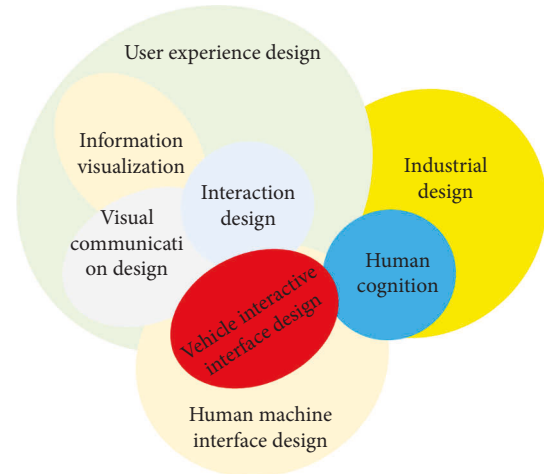 User experience design
Information
visualization
Industrial
design
Interaction
design
Visual
communicati
on design
Human
cognition
Vehicle interactive
interface design
Human machine
interface design